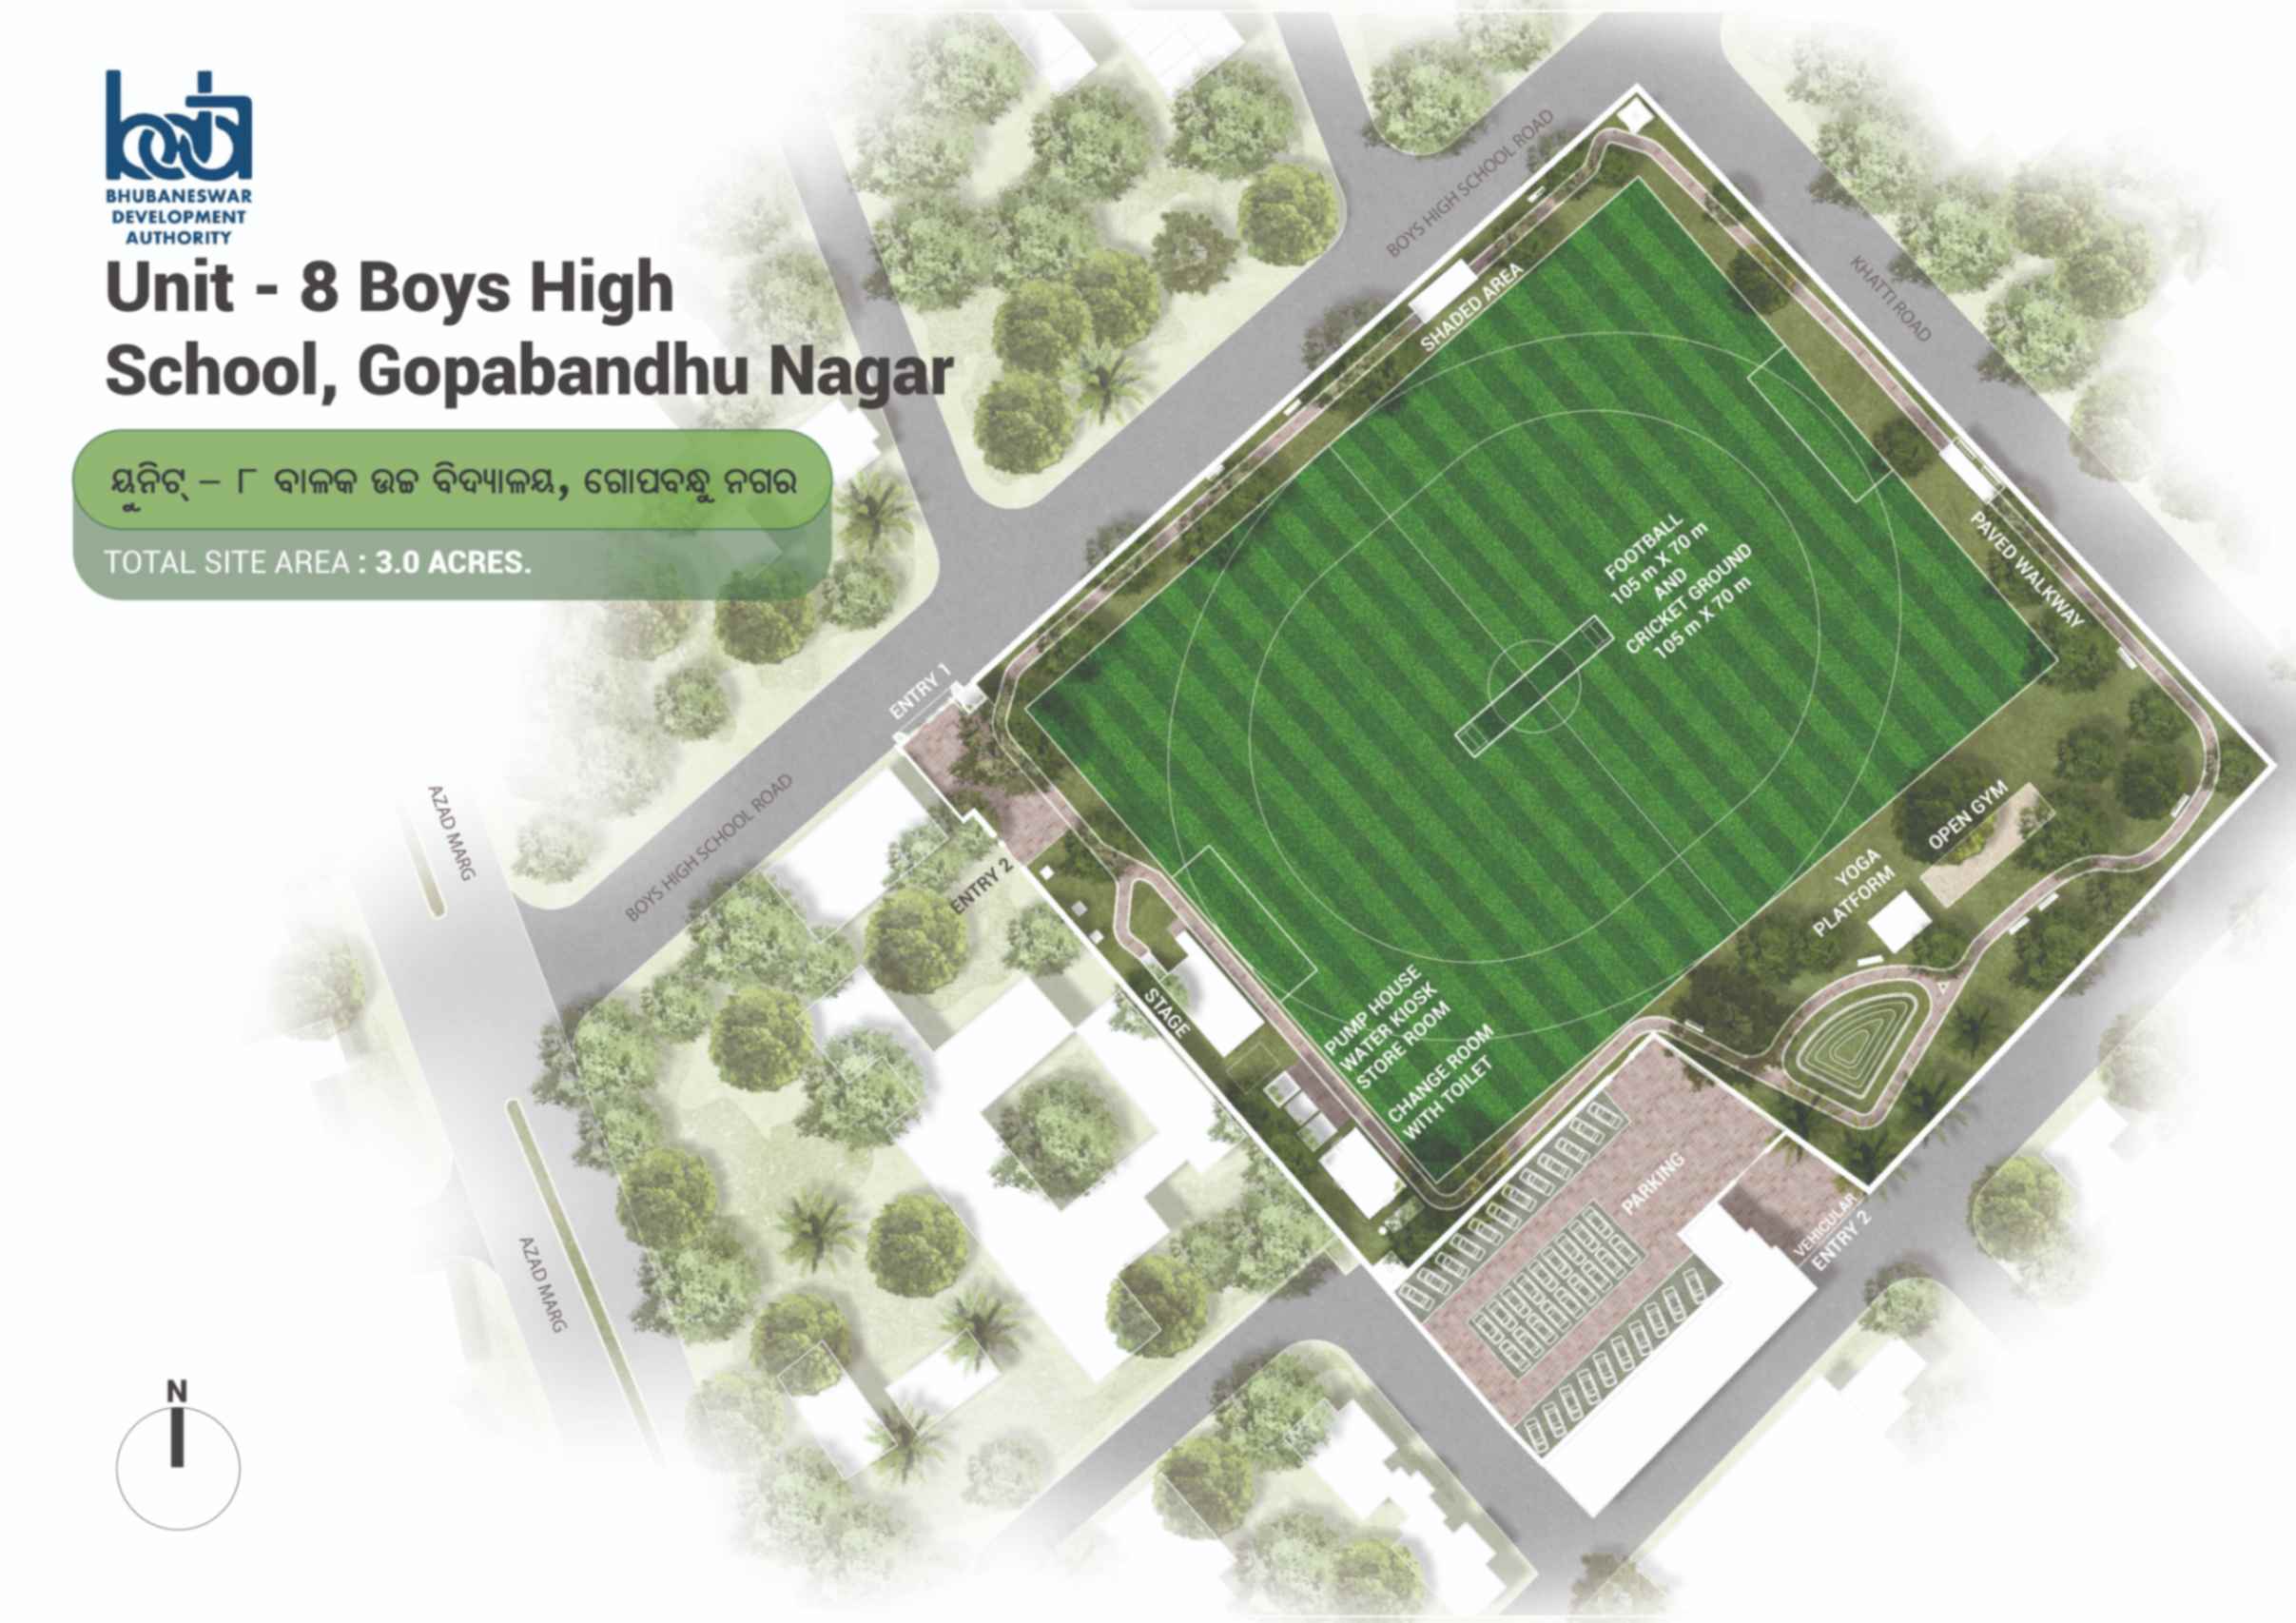 BHUBANESWAR
DEVELOPMENT
AUTHORITY
Unit - 8 Boys High
School, Gopabandhu Nagar
ୟୁନିଟ୍ – ୮ ବାଳକ ଉଚ୍ଚ ବିଦ୍ୟାଳୟ, ଗୋପବନ୍ଧୁ ନଗର
TOTAL SITE AREA : 3.0 ACRES.
BOYS HIGH SCHOOL ROAD
KHATTI ROAD
SHADED AREA
PAVED WALKWAY
FOOTBALL
105 m X 70 m
AND
CRICKET GROUND
105 m X 70 m
ENTRY 1
BOYS HIGH SCHOOL ROAD
AZAD MARG
ENTRY 2
OPEN GYM
YOGA
PLATFORM
STAGE
PUMP HOUSE
WATER KIOSK
STORE ROOM
CHANGE ROOM
WITH TOILET
PARKING
VEHICULAR
ENTRY 2
AZAD MARG
N